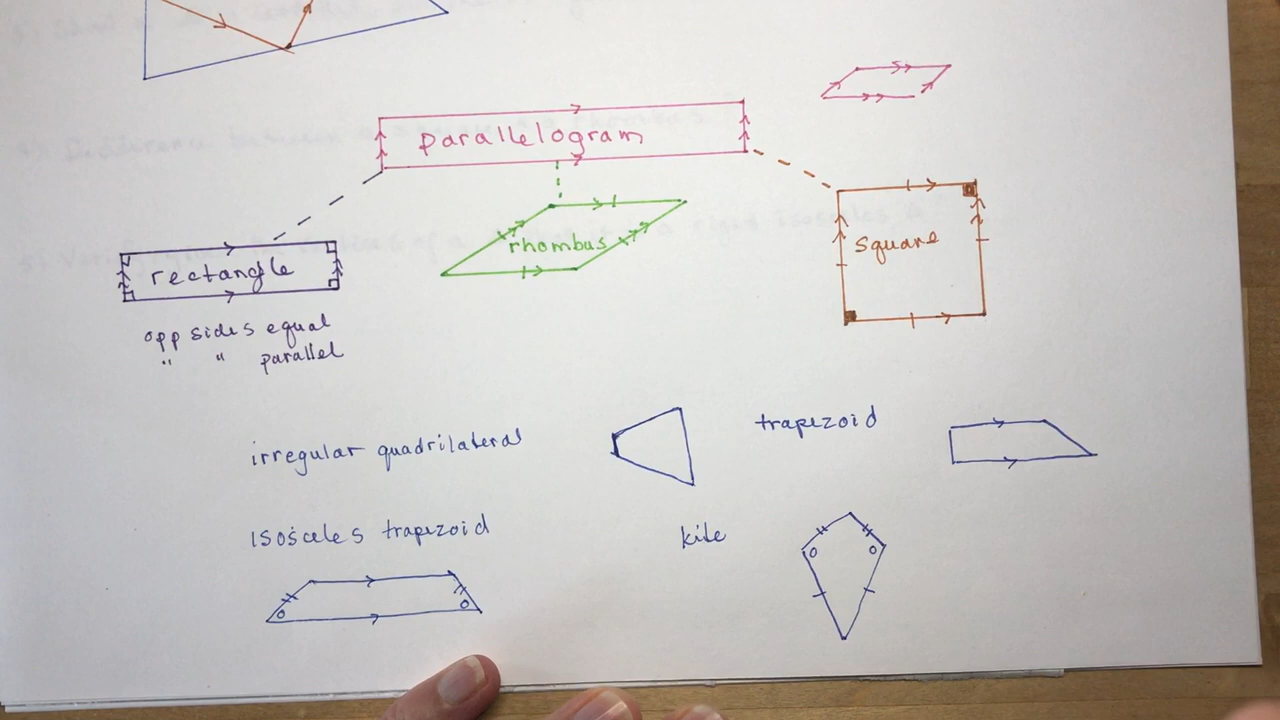 parallelogram
rhombus
square
rectangle
opp sides equal
" " parallel
irregular quadrilateral
trapezoid
isosceles trapezoid
kite